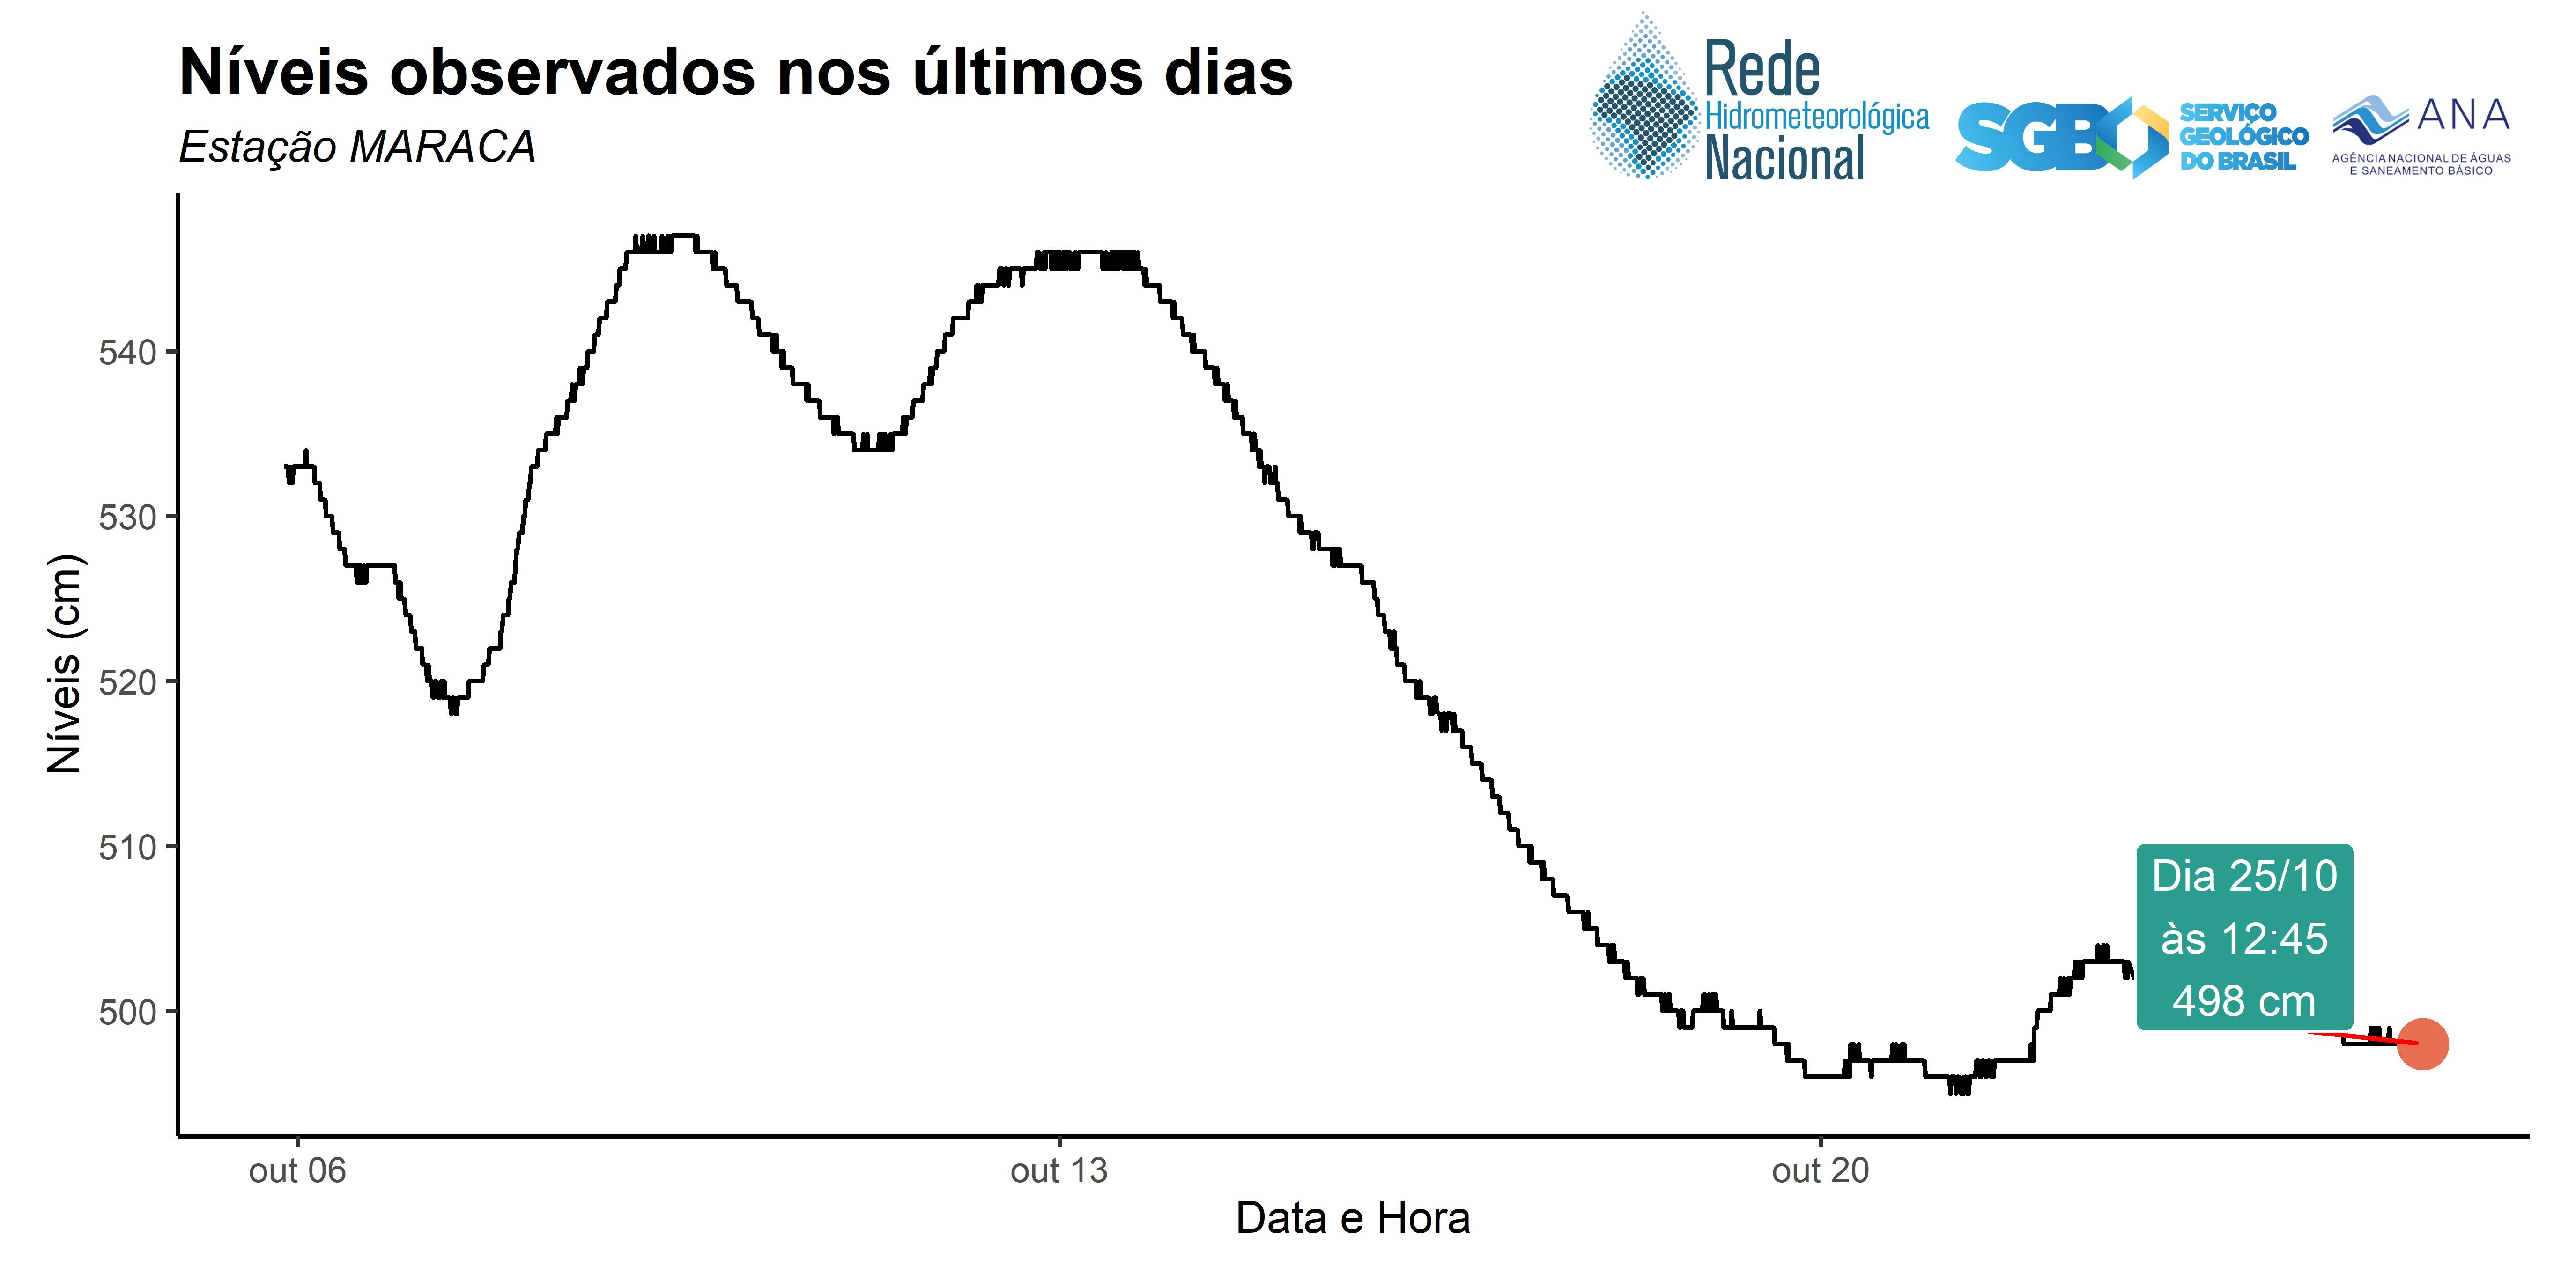 Níveis observados nos últimos dias
Estação MARACA
Rede
Hidrometeorológica
Nacional
SGB
SERVIÇO
GEOLÓGICO
DO BRASIL
ANA
AGÊNCIA NACIONAL DE ÁGUAS
E SANEAMENTO BÁSICO
Níveis (cm)
540
530
520
510
500
Dia 25/10
às 12:45
498 cm
out 06
out 13
out 20
Data e Hora